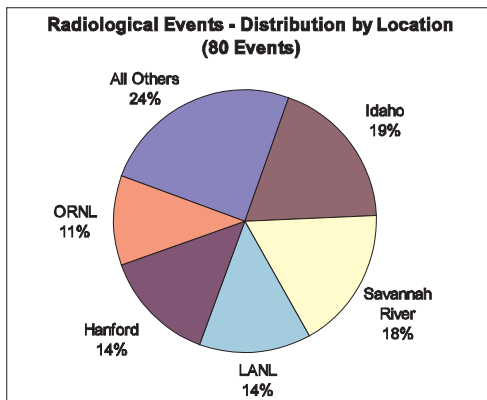 Radiological Events - Distribution by Location
(80 Events)
All Others
24%
Idaho
19%
ORNL
11%
Savannah
River
18%
Hanford
14%
LANL
14%